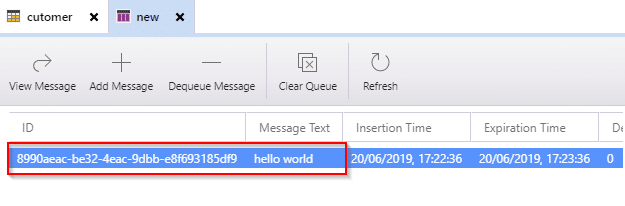 cutomer × new ×
View Message Add Message Dequeue Message Clear Queue Refresh
ID Message Text Insertion Time Expiration Time
8990aeac-be32-4eac-9dbb-e8f693185df9 hello world 20/06/2019, 17:22:36 20/06/2019, 17:23:36 0